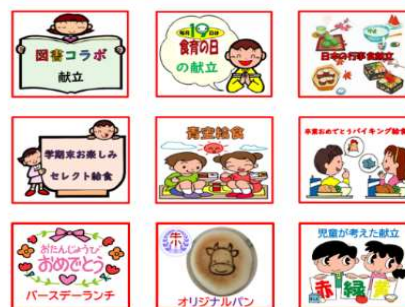 図書コラボ
献立
毎月19日は
食育の日
の献立
日本の行事食献立
学期末お楽しみ
セレクト給食
青空給食
卒業おめでとうバイキング給食
おたんじょうび
おめでとう
バースデーランチ
オリジナルパン
児童が考えた献立
赤緑黄